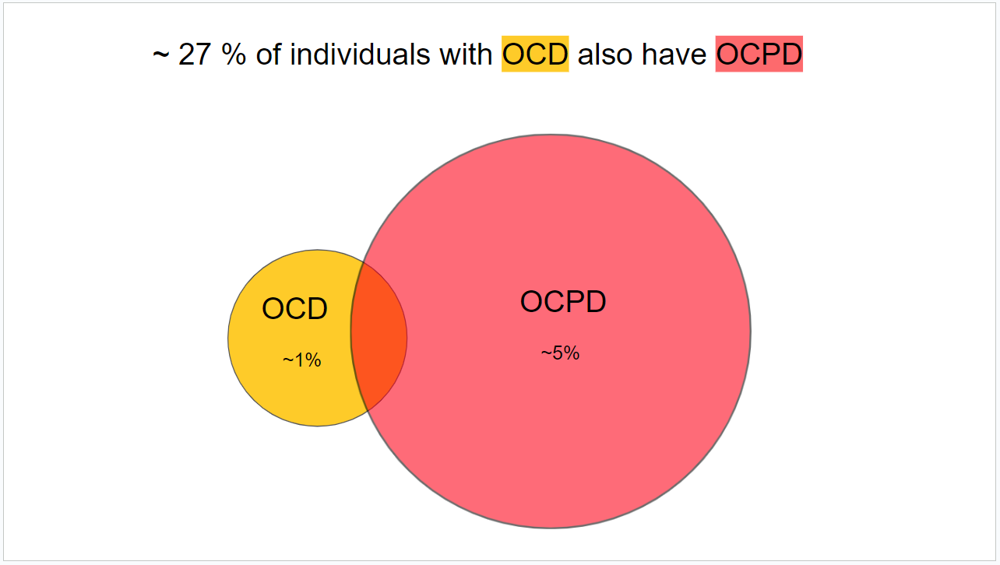 ~ 27 % of individuals with OCD also have OCPD
OCD
~1%
OCPD
~5%